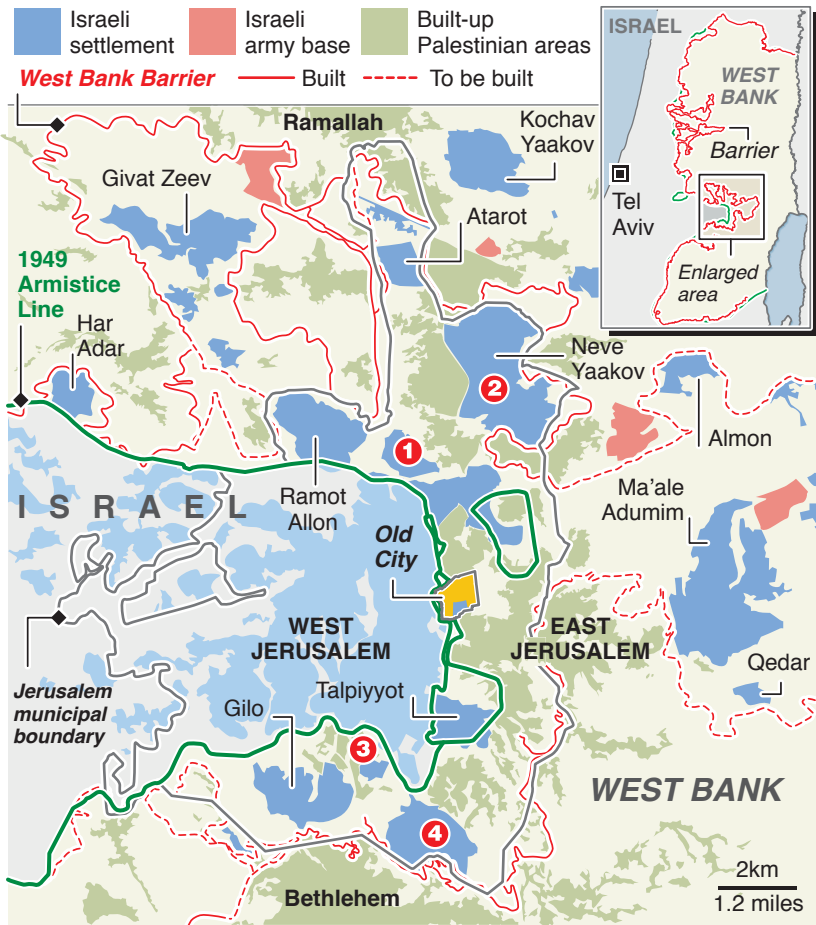 Israeli
settlement
Israeli
army base
Built-up
Palestinian areas
West Bank Barrier
Built
To be built
ISRAEL
WEST
BANK
Barrier
Tel
Aviv
Enlarged
area
Ramallah
Kochav
Yaakov
Givat Zeev
Atarot
1949
Armistice
Line
Har
Adar
Neve
Yaakov
2
1
Almon
ISRAEL
Ramot
Allon
Ma'ale
Adumim
Old
City
WEST
JERUSALEM
EAST
JERUSALEM
Jerusalem
municipal
boundary
Gilo
Talpiyyot
Qedar
3
WEST BANK
4
Bethlehem
2km
1.2 miles